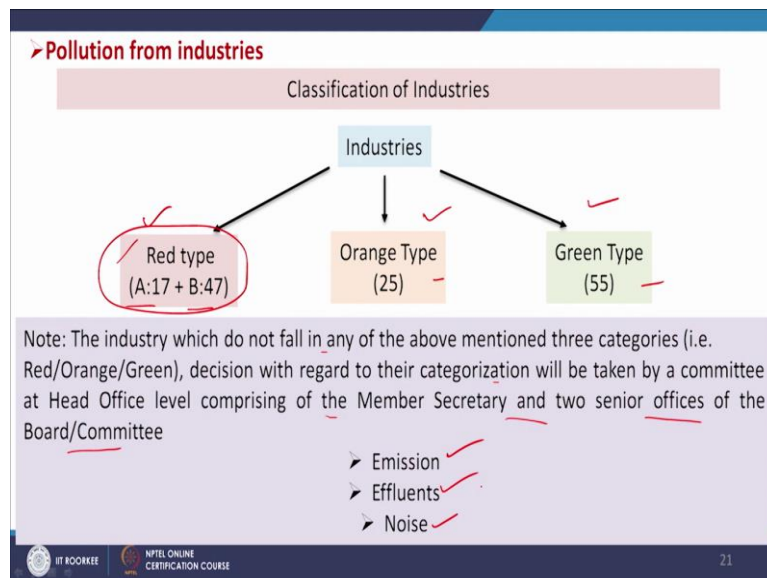 ➢Pollution from industries
Classification of Industries
Industries
Red type
(A:17 + B:47)
Orange Type
(25)
Green Type
(55)
Note: The industry which do not fall in any of the above mentioned three categories (i.e.
Red/Orange/Green), decision with regard to their categorization will be taken by a committee
at Head Office level comprising of the Member Secretary and two senior offices of the
Board/Committee
➢ Emission
➢ Effluents
➢ Noise
IIT ROORKEE
NPTEL ONLINE
CERTIFICATION COURSE
21